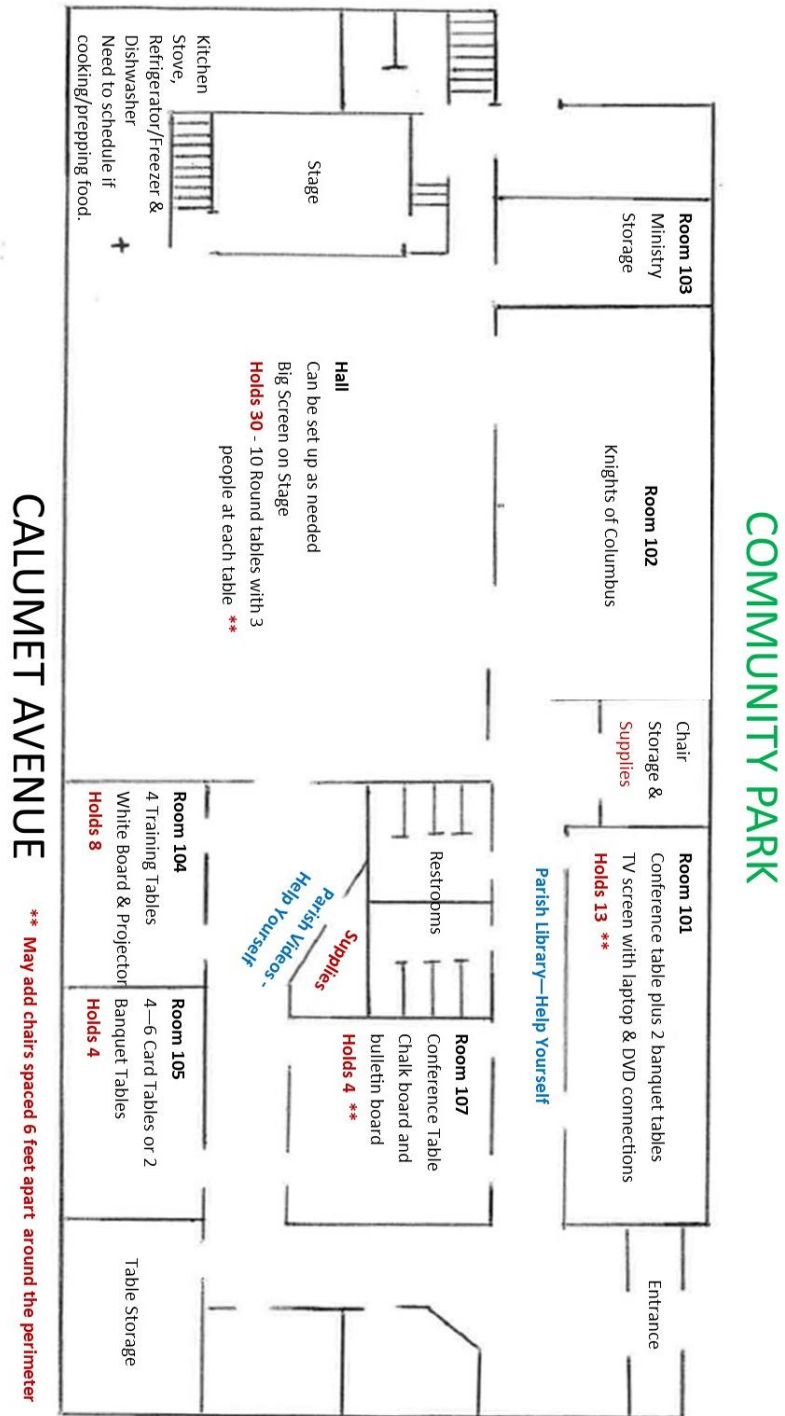 COMMUNITY PARK
Room 103
Ministry
Storage
Room 102
Knights of Columbus
Chair
Storage &
Supplies
Room 101
Conference table plus 2 banquet tables
TV screen with laptop & DVD connections
Holds 13 **
Entrance
Parish Library—Help Yourself
Kitchen
Stove,
Refrigerator/Freezer &
Dishwasher
Need to schedule if
cooking/prepping food.
Stage
Hall
Can be set up as needed
Big Screen on Stage
Holds 30 - 10 Round tables with 3
people at each table **
Restrooms
Supplies
Parish Videos -
Help Yourself
Room 107
Conference Table
Chalk board and
bulletin board
Holds 4 **
Room 104
4 Training Tables
White Board & Projector
Holds 8
Room 105
4—6 Card Tables or 2
Banquet Tables
Holds 4
Table Storage
CALUMET AVENUE
** May add chairs spaced 6 feet apart around the perimeter